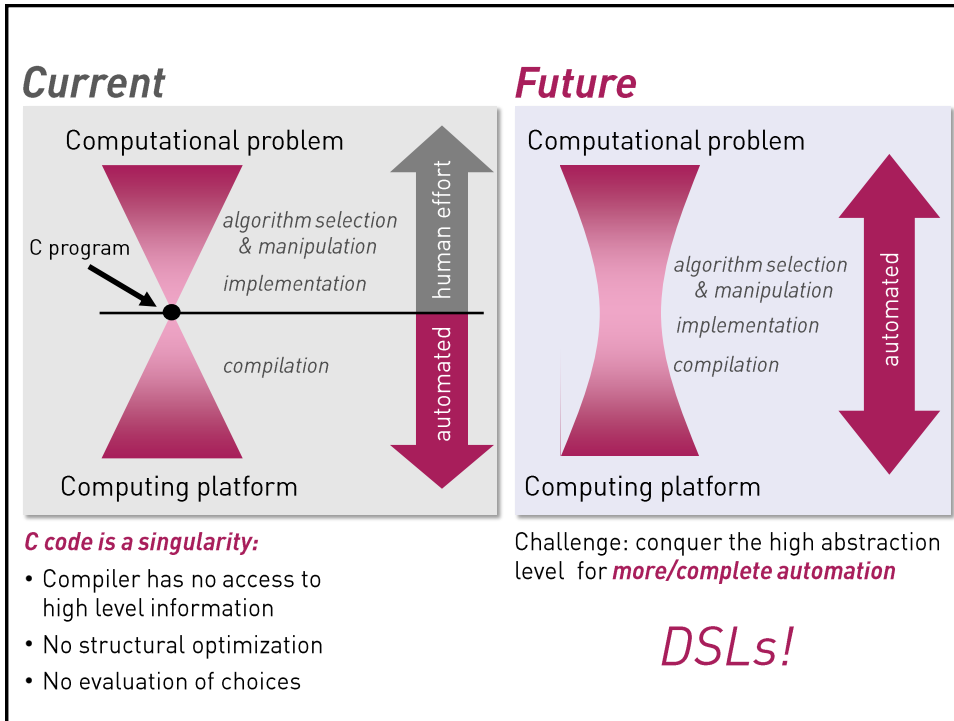 Current
Computational problem
C program
algorithm selection
& manipulation
implementation
compilation
human effort
automated
Computing platform
C code is a singularity:
• Compiler has no access to
high level information
• No structural optimization
• No evaluation of choices
Future
Computational problem
algorithm selection
& manipulation
implementation
compilation
automated
Computing platform
Challenge: conquer the high abstraction
level for more/complete automation
DSLs!